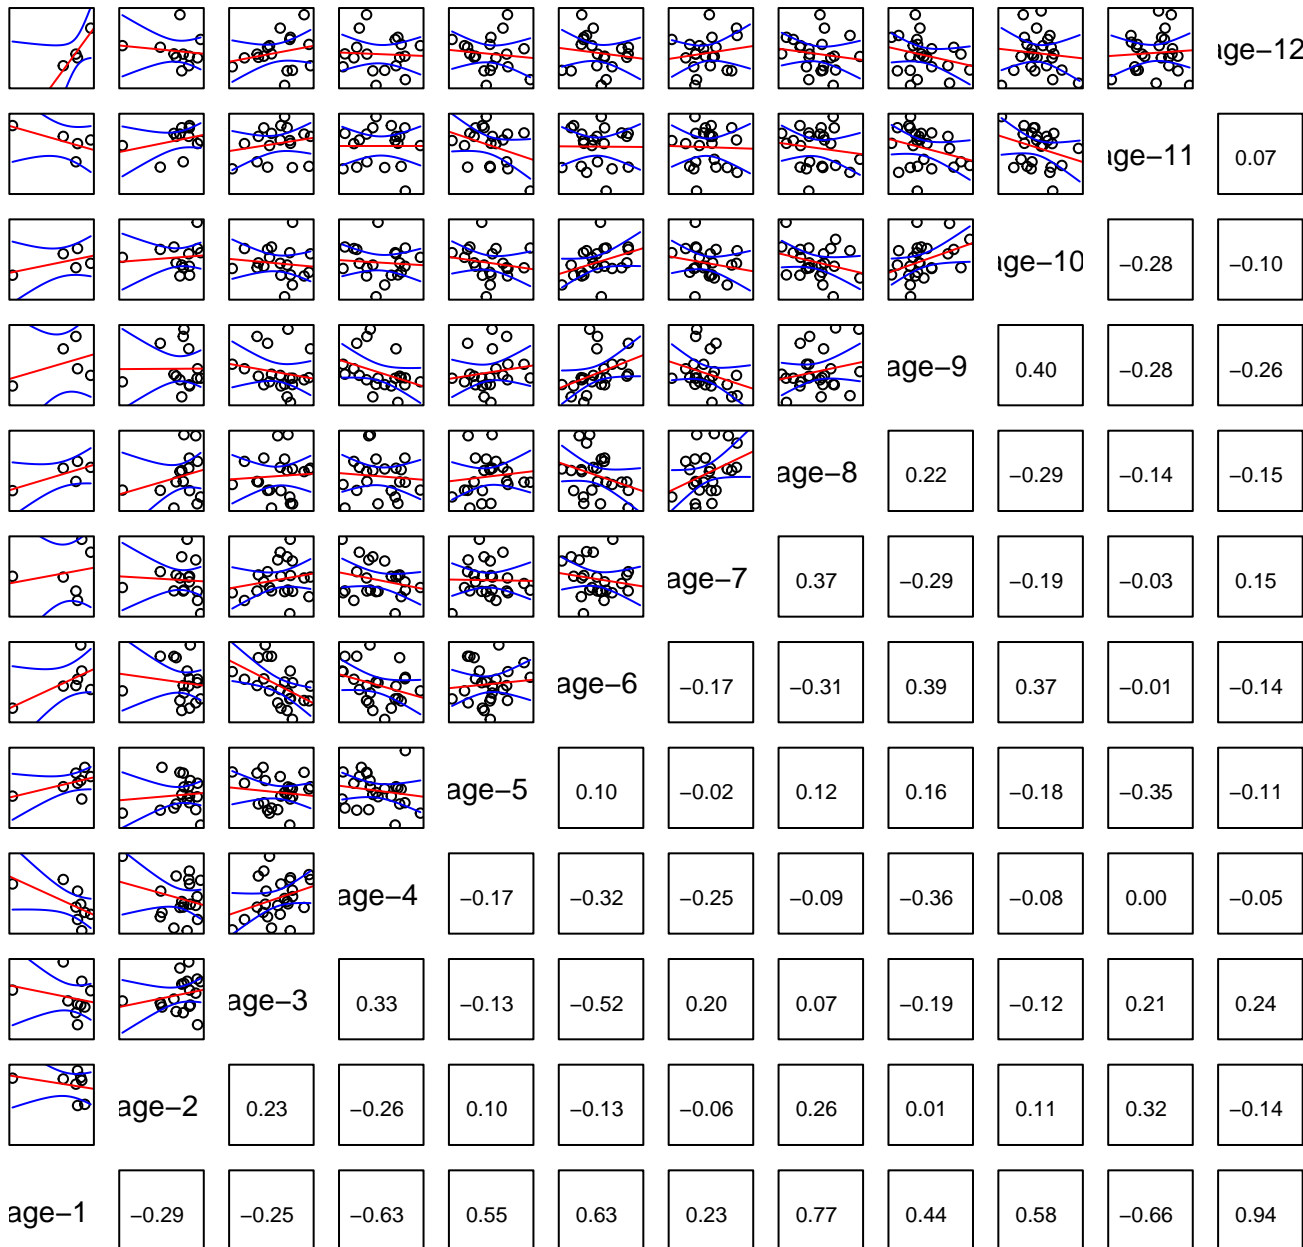 age−12
age−11 0.07
age−10 −0.28 −0.10
age−9 0.40 −0.28 −0.26
age−8 0.22 −0.29 −0.14 −0.15
age−7 0.37 −0.29 −0.19 −0.03 0.15
age−6 −0.17 −0.31 0.39 0.37 −0.01 −0.14
age−5 0.10 −0.02 0.12 0.16 −0.18 −0.35 −0.11
age−4 −0.17 −0.32 −0.25 −0.09 −0.36 −0.08 0.00 −0.05
age−3 0.33 −0.13 −0.52 0.20 0.07 −0.19 −0.12 0.21 0.24
age−2 0.23 −0.26 0.10 −0.13 −0.06 0.26 0.01 0.11 0.32 −0.14
age−1 −0.29 −0.25 −0.63 0.55 0.63 0.23 0.77 0.44 0.58 −0.66 0.94